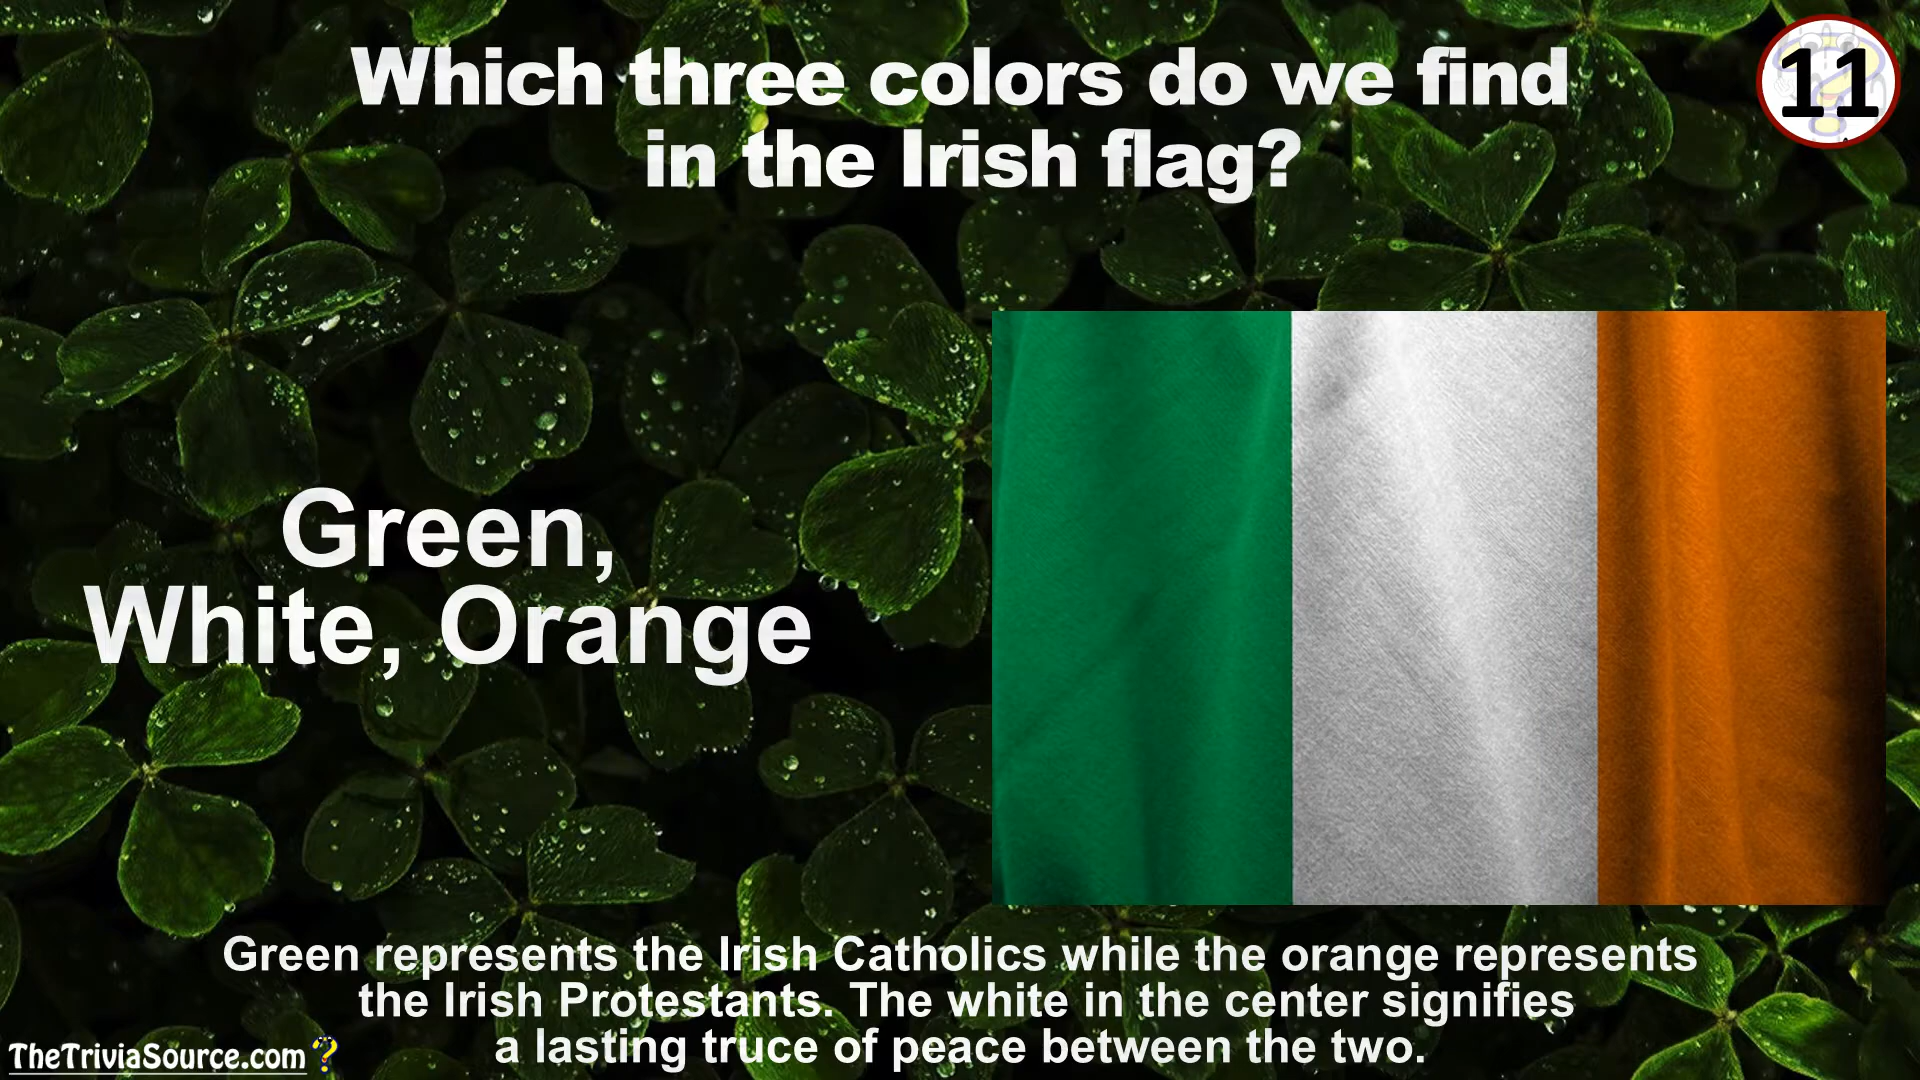 Which three colors do we find
in the Irish flag?
11
Green,
White, Orange
Green represents the Irish Catholics while the orange represents
the Irish Protestants. The white in the center signifies
a lasting truce of peace between the two.
TheTriviaSource.com